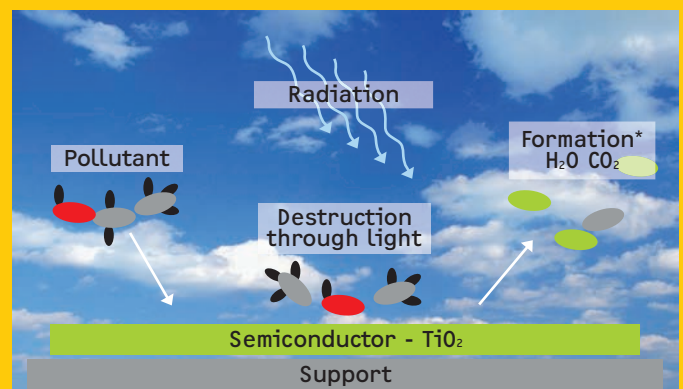 Radiation
Pollutant
Formation*
H₂O CO₂
Destruction
through light
Semiconductor - TiO₂
Support